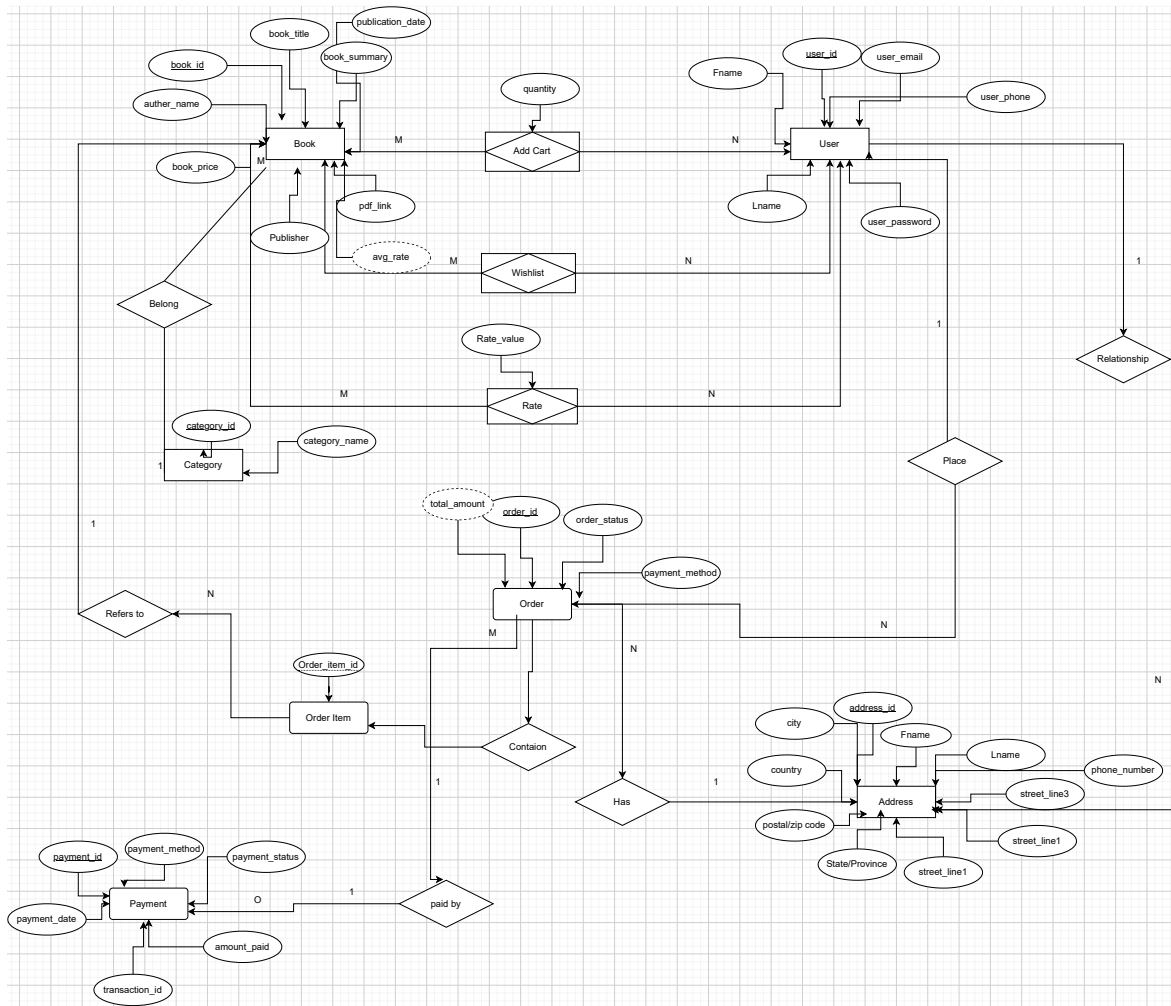 publication_date
book_title
book_summary
user_id
user_email
book_id
Fname
quantity
user_phone
auther_name
Book
M
Add Cart
N
User
M
book_price
pdf_link
Lname
user_password
Publisher
avg_rate
M
Wishlist
N
1
Belong
1
Relationship
Rate_value
M
Rate
N
category_id
category_name
1
Category
Place
total_amount
order_id
order_status
1
payment_method
Order
Refers to
N
M
N
N
Order_item_id
N
Order Item
address_id
city
Fname
Contaion
Lname
country
phone_number
1
1
Has
Address
street_line3
postal/zip code
street_line1
State/Province
street_line1
payment_id
payment_method
payment_status
1
Payment
O
paid by
payment_date
amount_paid
transaction_id